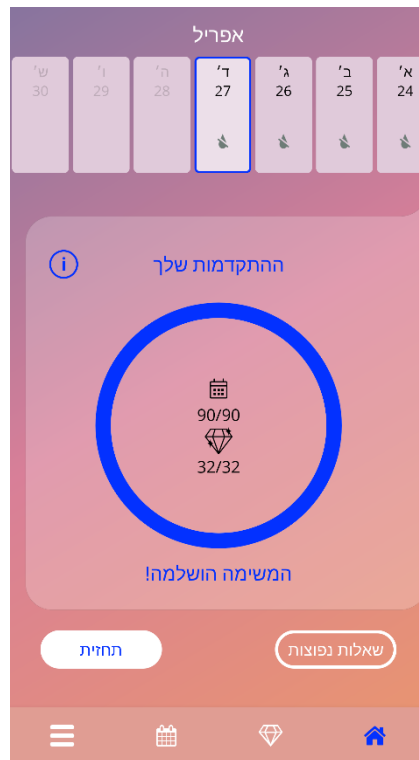 אפריל
א׳ ב׳ ג׳ ד׳ ה׳ ו׳ ש׳
24 25 26 27 28 29 30
ההתקדמות שלך
i
90/90
32/32
המשימה הושלמה!
שאלות נפוצות
תחזית